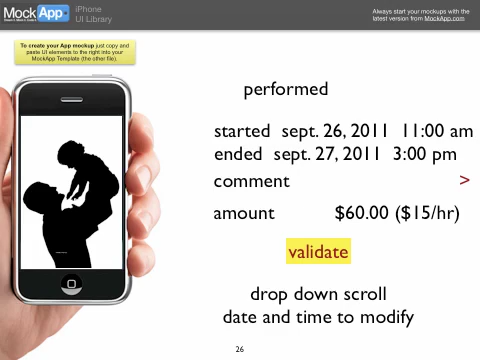 MockApp
iPhone
UI Library
Always start your mockups with the
latest version from MockApp.com
To create your App mockup just copy and
paste UI elements to the right into your
MockApp Template (the other file).
performed
started sept. 26, 2011 11:00 am
ended sept. 27, 2011 3:00 pm
comment >
amount $60.00 ($15/hr)
validate
drop down scroll
date and time to modify
26